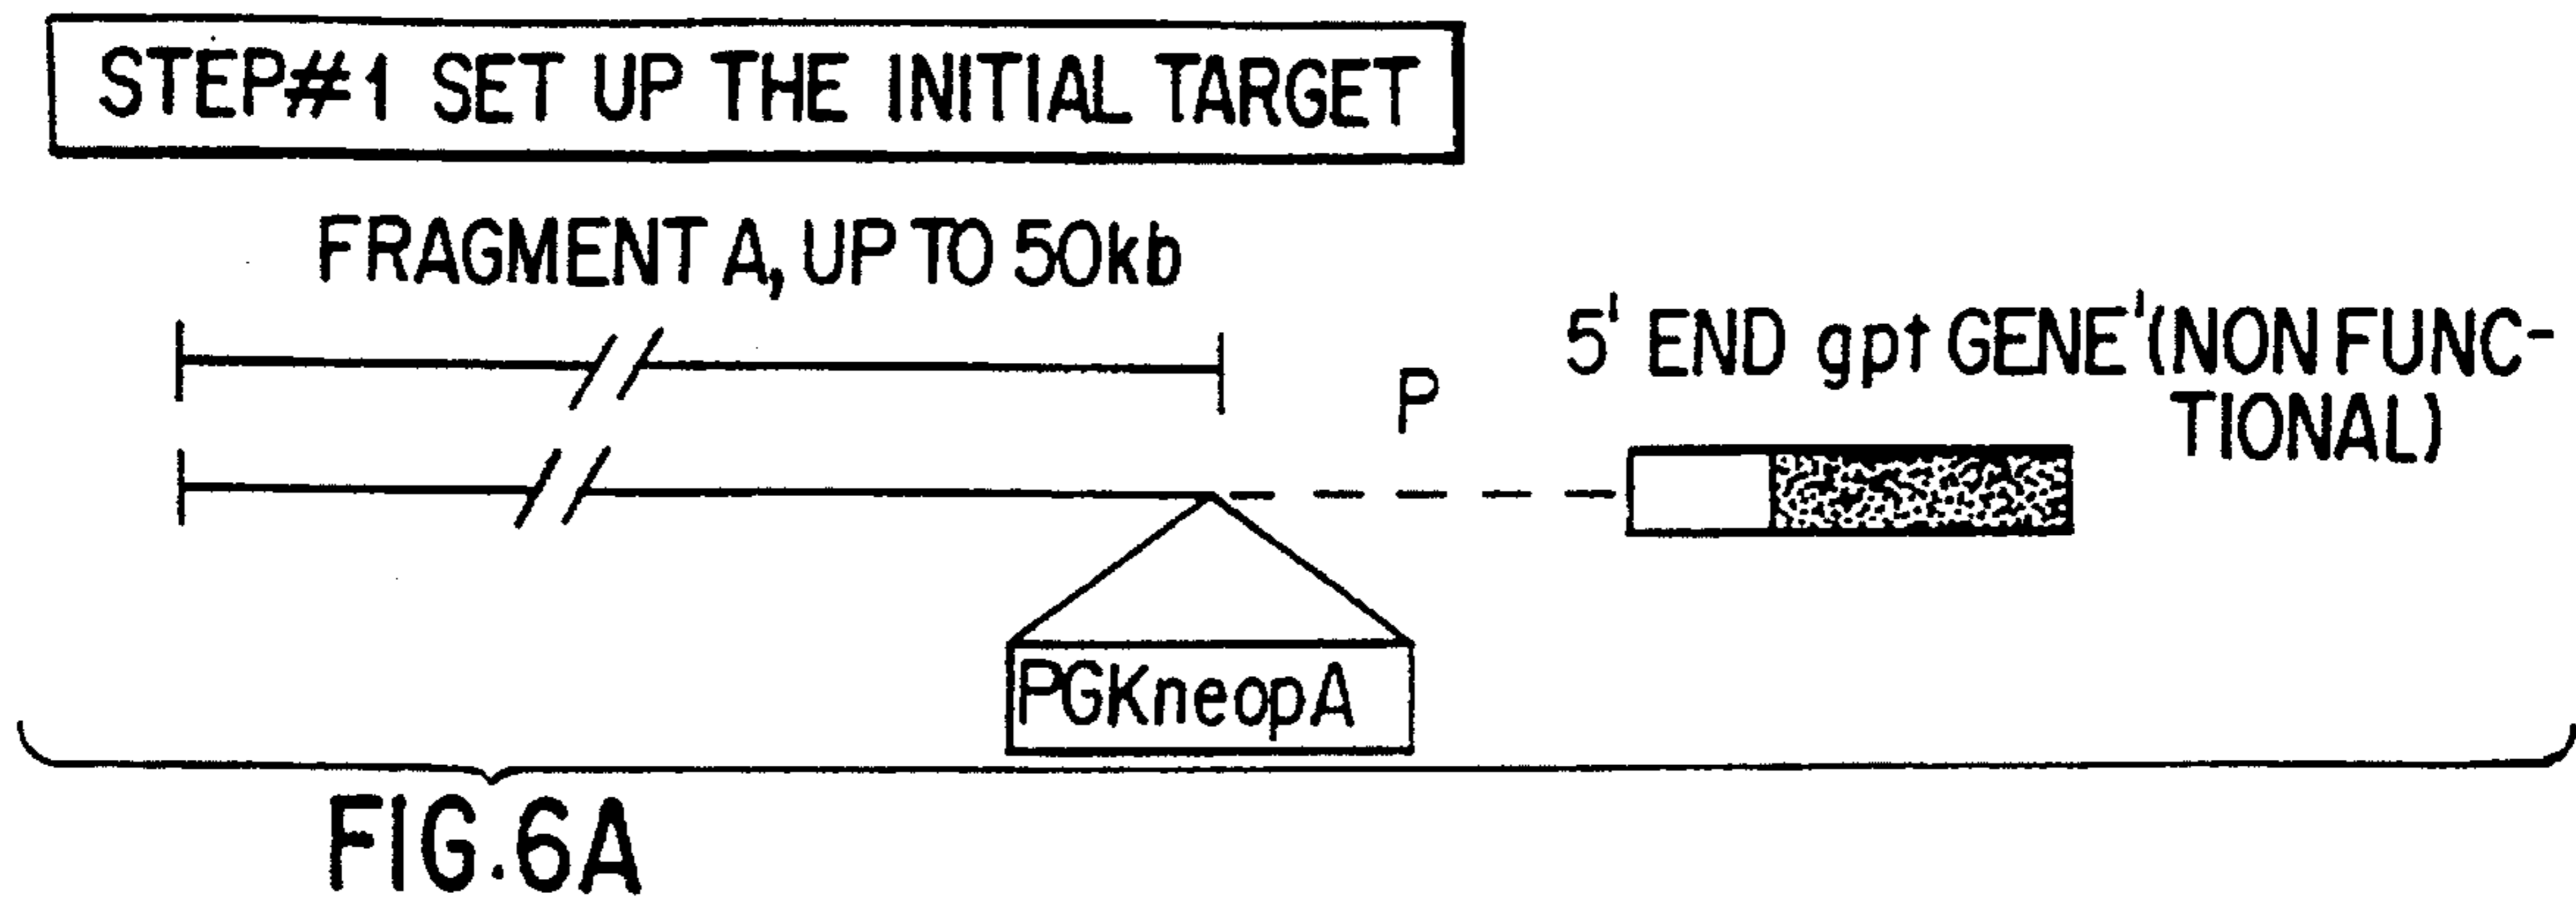 STEP#1 SET UP THE INITIAL TARGET
FRAGMENT A, UP TO 50kb
5' END gpt GENE'(NON FUNC-
TIONAL)
P
PGKneopA
FIG.6A